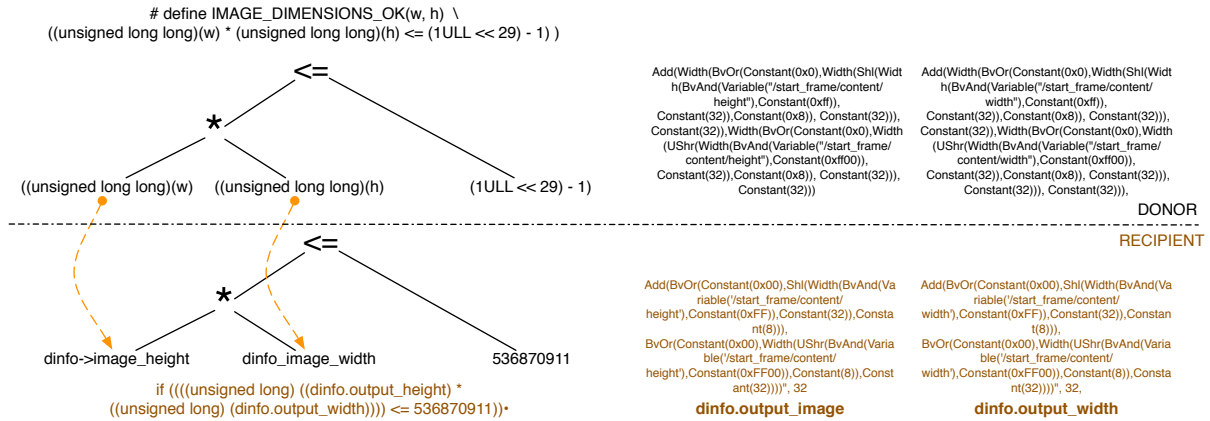 # define IMAGE_DIMENSIONS_OK(w, h)  \
((unsigned long long)(w) * (unsigned long long)(h) <= (1ULL << 29) - 1) )
<=
*
((unsigned long long)(w)
((unsigned long long)(h)
(1ULL << 29) - 1)
Add(Width(BvOr(Constant(0x0),Width(Shl(Widt
h(BvAnd(Variable("/start_frame/content/
height"),Constant(0xff)),
Constant(32)),Constant(0x8)), Constant(32))),
Constant(32)),Width(BvOr(Constant(0x0),Width
(UShr(Width(BvAnd(Variable("/start_frame/
content/height"),Constant(0xff00)),
Constant(32)),Constant(0x8)), Constant(32))),
Constant(32)))
Add(Width(BvOr(Constant(0x0),Width(Shl(Widt
h(BvAnd(Variable("/start_frame/content/
width"),Constant(0xff)),
Constant(32)),Constant(0x8)), Constant(32))),
Constant(32)),Width(BvOr(Constant(0x0),Width
(UShr(Width(BvAnd(Variable("/start_frame/
content/width"),Constant(0xff00)),
Constant(32)),Constant(0x8)), Constant(32))),
Constant(32))), Constant(32))),
DONOR
RECIPIENT
<=
*
dinfo->image_height
dinfo_image_width
536870911
if ((((unsigned long) ((dinfo.output_height) *
((unsigned long) (dinfo.output_width)))) <= 536870911))•
Add(BvOr(Constant(0x00),Shl(Width(BvAnd(Va
riable('/start_frame/content/
height'),Constant(0xFF)),Constant(32)),Consta
nt(8))),
BvOr(Constant(0x00),Width(UShr(BvAnd(Varia
ble('/start_frame/content/
height'),Constant(0xFF00)),Constant(8)),Const
ant(32))))", 32
dinfo.output_image
Add(BvOr(Constant(0x00),Shl(Width(BvAnd(Va
riable('/start_frame/content/
width'),Constant(0xFF)),Constant(32)),Constan
t(8))),
BvOr(Constant(0x00),Width(UShr(BvAnd(Varia
ble('/start_frame/content/
width'),Constant(0xFF00)),Constant(8)),Consta
nt(32))))", 32,
dinfo.output_width